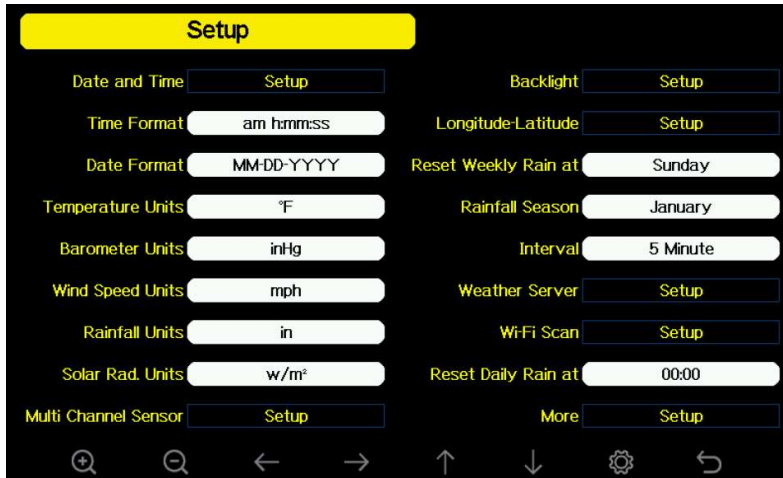 Setup
Date and Time Setup
Time Format am h:mm:ss
Date Format MM-DD-YYYY
Temperature Units °F
Barometer Units inHg
Wind Speed Units mph
Rainfall Units in
Solar Rad. Units w/m²
Multi Channel Sensor Setup
Backlight Setup
Longitude-Latitude Setup
Reset Weekly Rain at Sunday
Rainfall Season January
Interval 5 Minute
Weather Server Setup
Wi-Fi Scan Setup
Reset Daily Rain at 00:00
More Setup